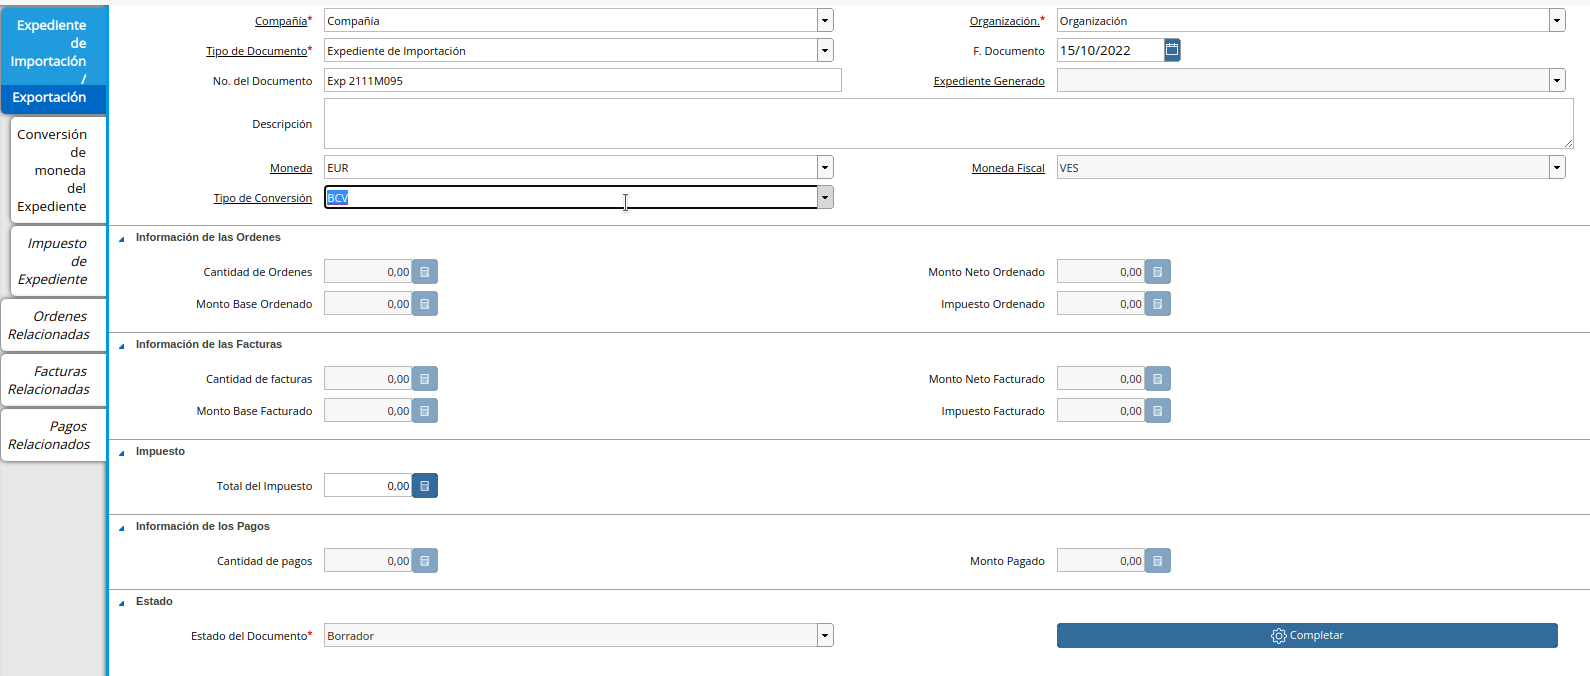 Expediente
de
Importación
/
Exportación
Conversión
de
moneda
del
Expediente
Impuesto
de
Expediente
Ordenes
Relacionadas
Facturas
Relacionadas
Pagos
Relacionados
Compañía* Compañía Organización.* Organización
Tipo de Documento* Expediente de Importación F. Documento 15/10/2022
No. del Documento Exp 2111M095 Expediente Generado
Descripción
Moneda EUR Moneda Fiscal VES
Tipo de Conversión BCV
Información de las Ordenes
Cantidad de Ordenes 0,00 Monto Neto Ordenado 0,00
Monto Base Ordenado 0,00 Impuesto Ordenado 0,00
Información de las Facturas
Cantidad de facturas 0,00 Monto Neto Facturado 0,00
Monto Base Facturado 0,00 Impuesto Facturado 0,00
Impuesto
Total del Impuesto 0,00
Información de los Pagos
Cantidad de pagos 0,00 Monto Pagado 0,00
Estado
Estado del Documento* Borrador Completar